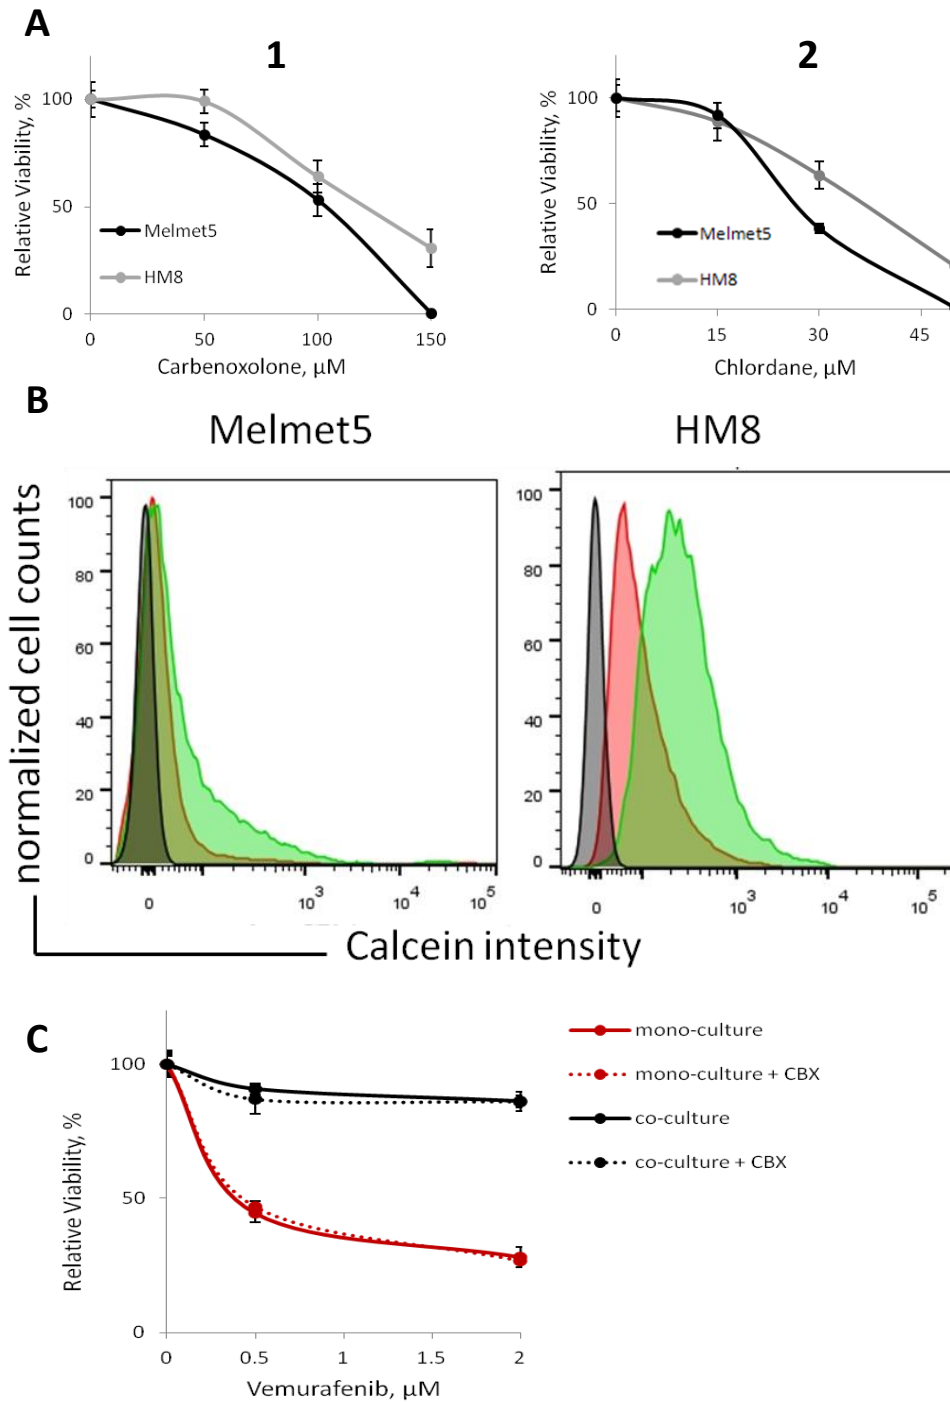 A
1
2
Relative Viability, %
100
50
0
Melmet5
HM8
0 50 100 150
Carbenoxolone, µM
Relative Viability, %
100
50
0
Melmet5
HM8
0 15 30 45
Chlordane, µM
B
Melmet5 HM8
normalized cell counts
100
80
60
40
20
0
0 10³ 10⁴ 10⁵
100
80
60
40
20
0
0 10³ 10⁴ 10⁵
Calcein intensity
C
Relative Viability, %
100
50
0
0 0.5 1 1.5 2
Vemurafenib, µM
mono-culture
mono-culture + CBX
co-culture
co-culture + CBX